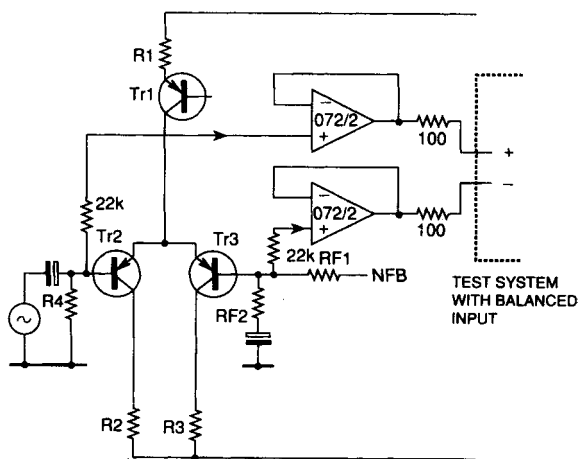 R1
Tr1
−
072/2
+
100
+
−
072/2
+
100
22k
Tr2
Tr3
22k
RF1
NFB
R4
RF2
TEST SYSTEM
WITH BALANCED
INPUT
R2
R3